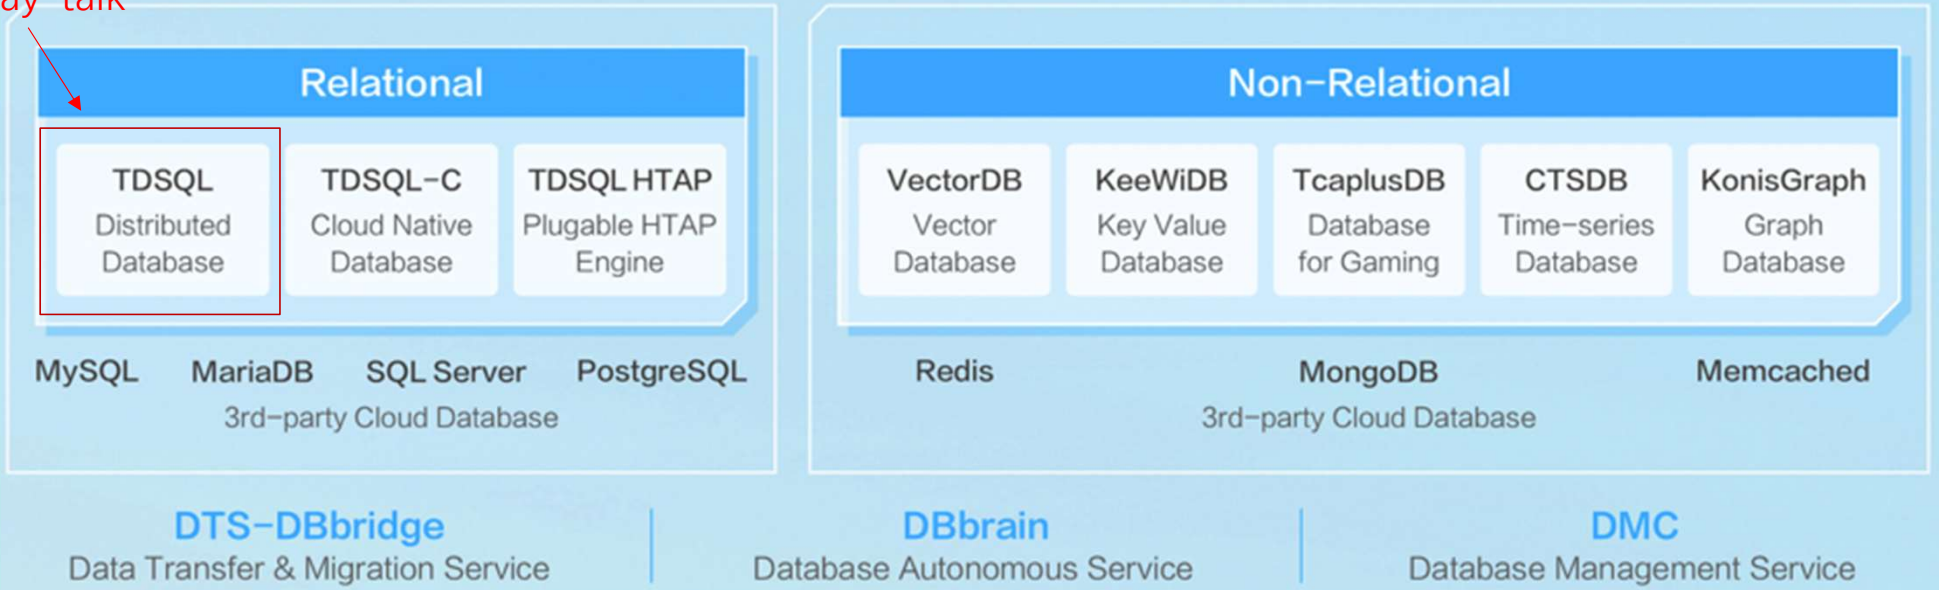 talk
Relational
TDSQL
Distributed
Database
TDSQL-C
Cloud Native
Database
TDSQL HTAP
Plugable HTAP
Engine
MySQL MariaDB SQL Server PostgreSQL
3rd-party Cloud Database
Non-Relational
VectorDB
Vector
Database
KeeWiDB
Key Value
Database
TcaplusDB
Database
for Gaming
CTSDB
Time-series
Database
KonisGraph
Graph
Database
Redis MongoDB Memcached
3rd-party Cloud Database
DTS-DBbridge
Data Transfer & Migration Service
DBbrain
Database Autonomous Service
DMC
Database Management Service